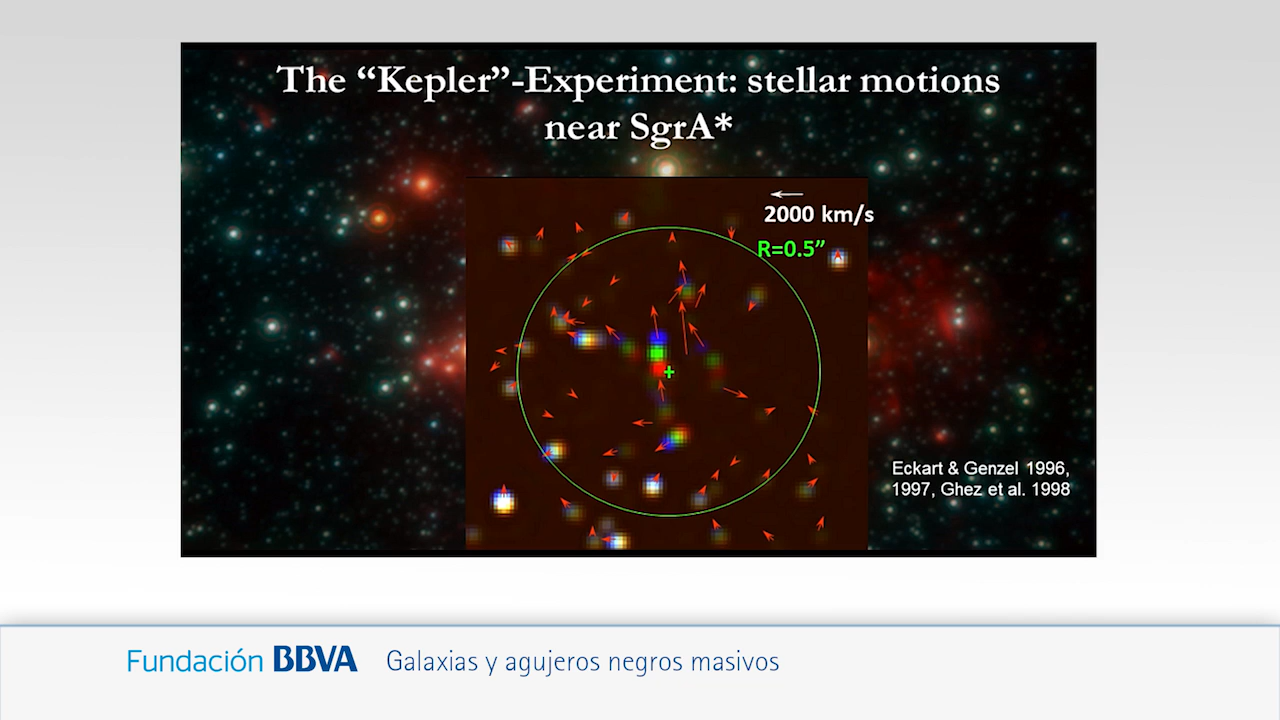 The “Kepler”-Experiment: stellar motions
near SgrA*
2000 km/s
R=0.5”
Eckart & Genzel 1996,
1997, Ghez et al. 1998
Fundación BBVA Galaxias y agujeros negros masivos